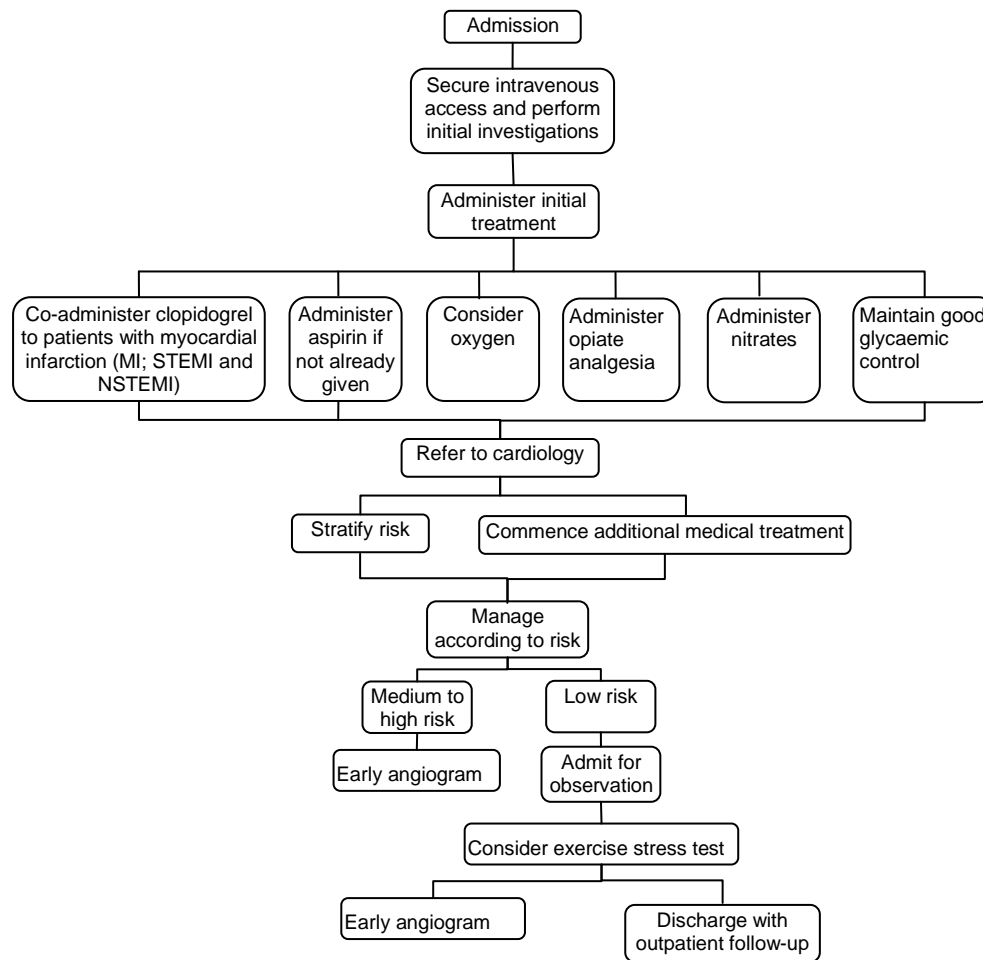 Admission
Secure intravenous
access and perform
initial investigations
Administer initial
treatment
Co-administer clopidogrel
to patients with myocardial
infarction (MI; STEMI and
NSTEMI)
Administer
aspirin if
not already
given
Consider
oxygen
Administer
opiate
analgesia
Administer
nitrates
Maintain good
glycaemic
control
Refer to cardiology
Stratify risk
Commence additional medical treatment
Manage
according to risk
Medium to
high risk
Low risk
Early angiogram
Admit for
observation
Consider exercise stress test
Early angiogram
Discharge with
outpatient follow-up